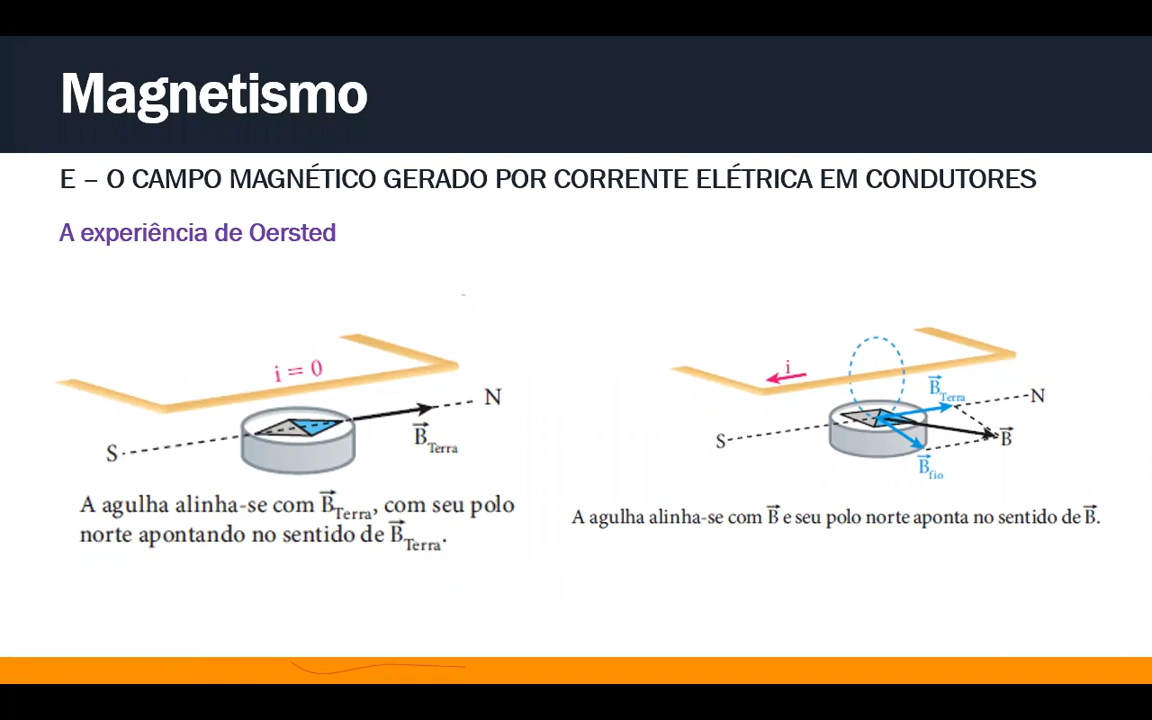 Magnetismo
E – O CAMPO MAGNÉTICO GERADO POR CORRENTE ELÉTRICA EM CONDUTORES
A experiência de Oersted
i = 0
N
B⃗Terra
S
A agulha alinha-se com B⃗Terra, com seu polo
norte apontando no sentido de B⃗Terra.
i
B⃗Terra
N
S
B⃗
B⃗fio
A agulha alinha-se com B⃗ e seu polo norte aponta no sentido de B⃗.